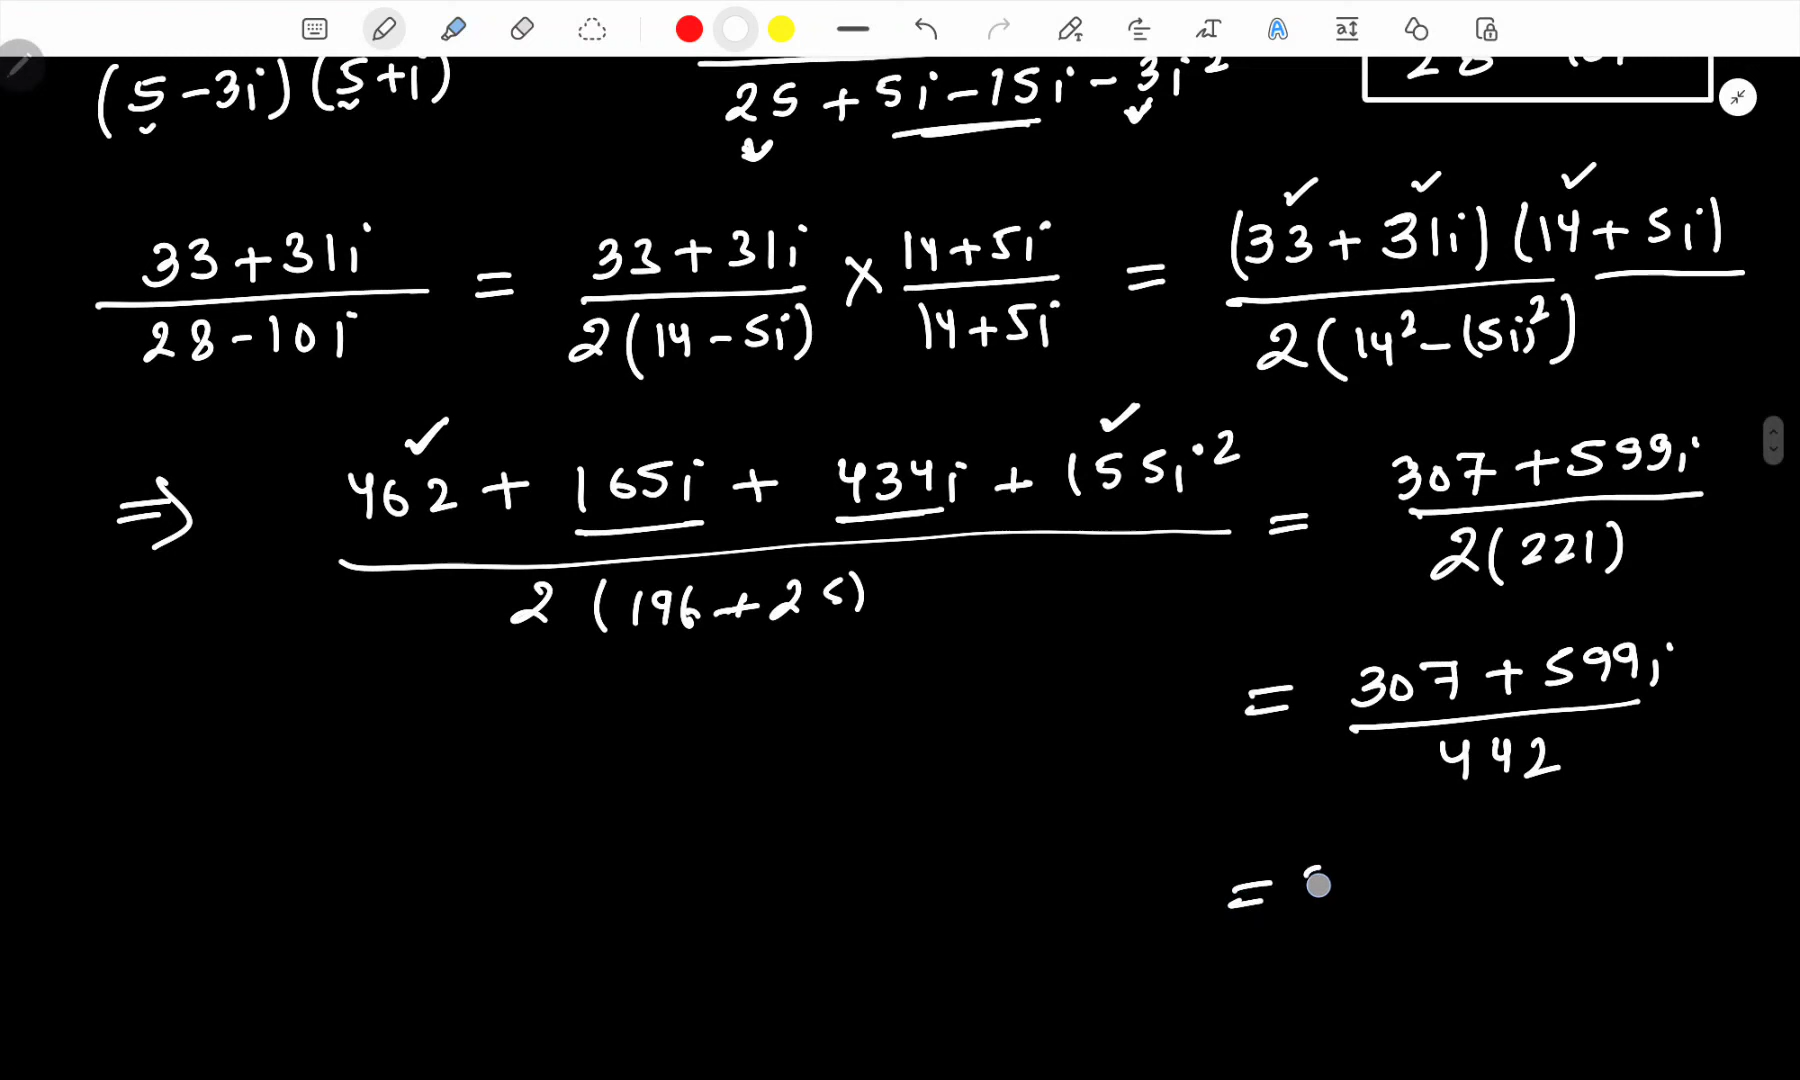 (5-3i)(5+i)
25 + 5i - 15i - 3i²
(33+31i)/(28-10i) = (33+31i)/(2(14-5i)) × (14+5i)/(14+5i) = ((33+31i)(14+5i))/(2(14²-(5i)²))
⇒ (462 + 165i + 434i + 155i²)/(2(196+25)) = (307+599i)/(2(221))
= (307+599i)/442
=